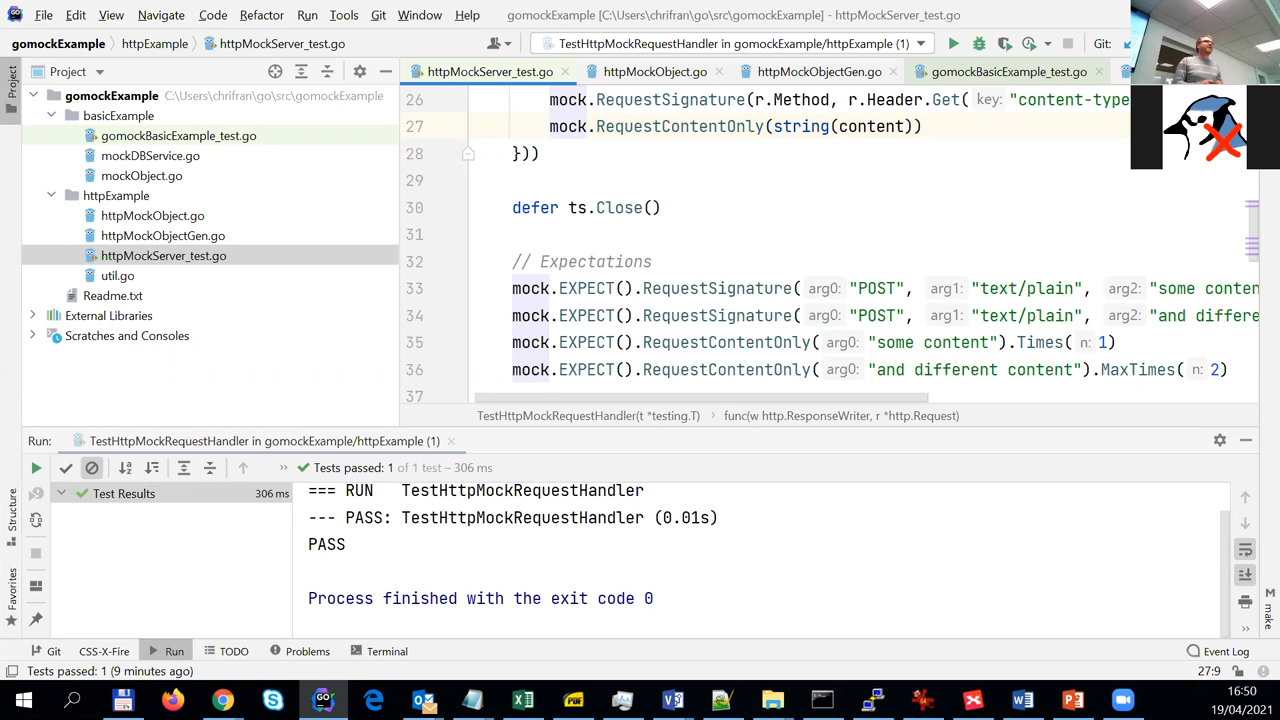 File Edit View Navigate Code Refactor Run Tools Git Window Help gomockExample [C:\Users\chrifran\go\src\gomockExample] - httpMockServer_test.go
gomockExample httpExample httpMockServer_test.go TestHttpMockRequestHandler in gomockExample/httpExample (1) Git:
Project
Project
httpMockServer_test.go httpMockObject.go httpMockObjectGen.go gomockBasicExample_test.go
gomockExample C:\Users\chrifran\go\src\gomockExample
basicExample
gomockBasicExample_test.go
mockDBService.go
mockObject.go
httpExample
httpMockObject.go
httpMockObjectGen.go
httpMockServer_test.go
util.go
Readme.txt
External Libraries
Scratches and Consoles
26 mock.RequestSignature(r.Method, r.Header.Get( key: "content-type
27 mock.RequestContentOnly(string(content))
28 }))
29
30 defer ts.Close()
31
32 // Expectations
33 mock.EXPECT().RequestSignature( arg0: "POST", arg1: "text/plain", arg2: "some conten
34 mock.EXPECT().RequestSignature( arg0: "POST", arg1: "text/plain", arg2: "and differe
35 mock.EXPECT().RequestContentOnly( arg0: "some content").Times( n: 1)
36 mock.EXPECT().RequestContentOnly( arg0: "and different content").MaxTimes( n: 2)
37
TestHttpMockRequestHandler(t *testing.T) func(w http.ResponseWriter, r *http.Request)
Run: TestHttpMockRequestHandler in gomockExample/httpExample (1)
Tests passed: 1 of 1 test – 306 ms
Test Results 306 ms
=== RUN TestHttpMockRequestHandler
--- PASS: TestHttpMockRequestHandler (0.01s)
PASS
Process finished with the exit code 0
Structure
Favorites
make
Git CSS-X-Fire Run TODO Problems Terminal Event Log
Tests passed: 1 (9 minutes ago) 27:9
16:50
19/04/2021